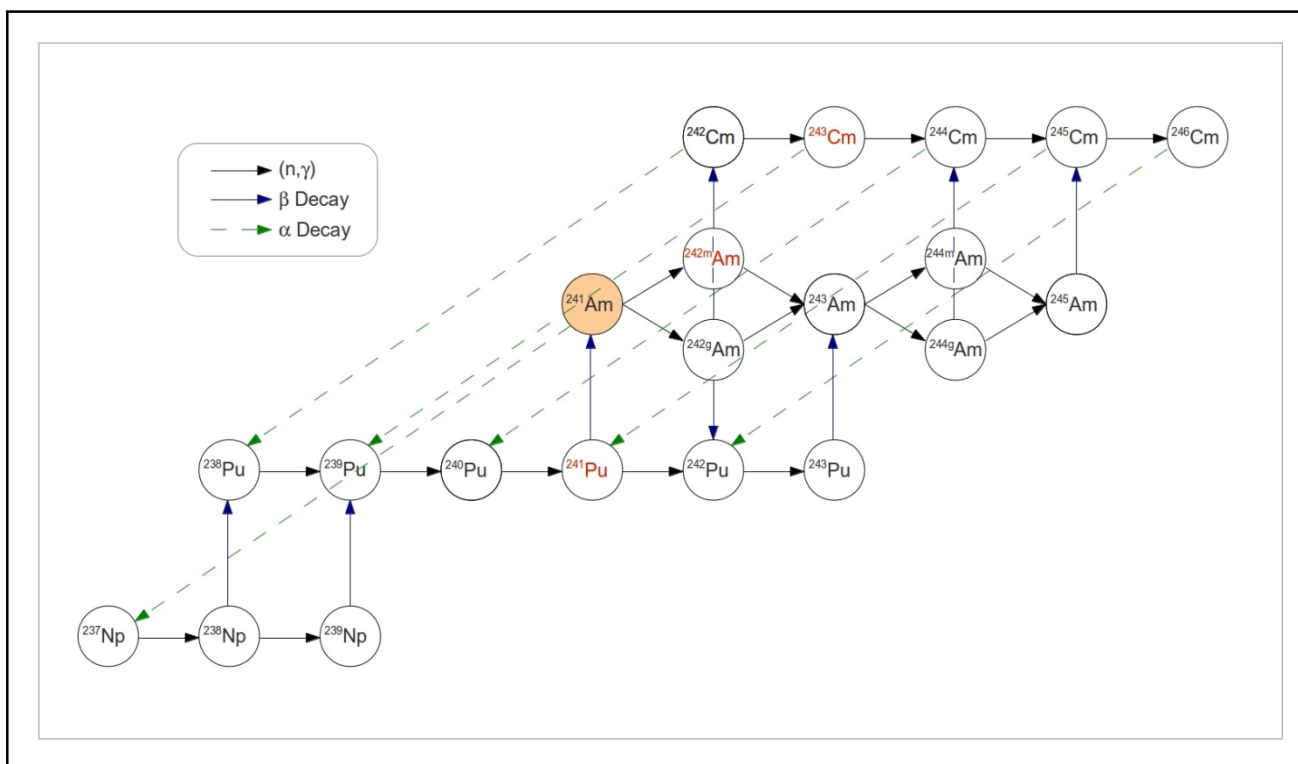 ²⁴²Cm ²⁴³Cm ²⁴⁴Cm ²⁴⁵Cm ²⁴⁶Cm
(n,γ)
β Decay
α Decay
²⁴²ᵐAm ²⁴⁴ᵐAm
²⁴¹Am ²⁴³Am ²⁴⁵Am
²⁴²ᵍAm ²⁴⁴ᵍAm
²³⁸Pu ²³⁹Pu ²⁴⁰Pu ²⁴¹Pu ²⁴²Pu ²⁴³Pu
²³⁷Np ²³⁸Np ²³⁹Np